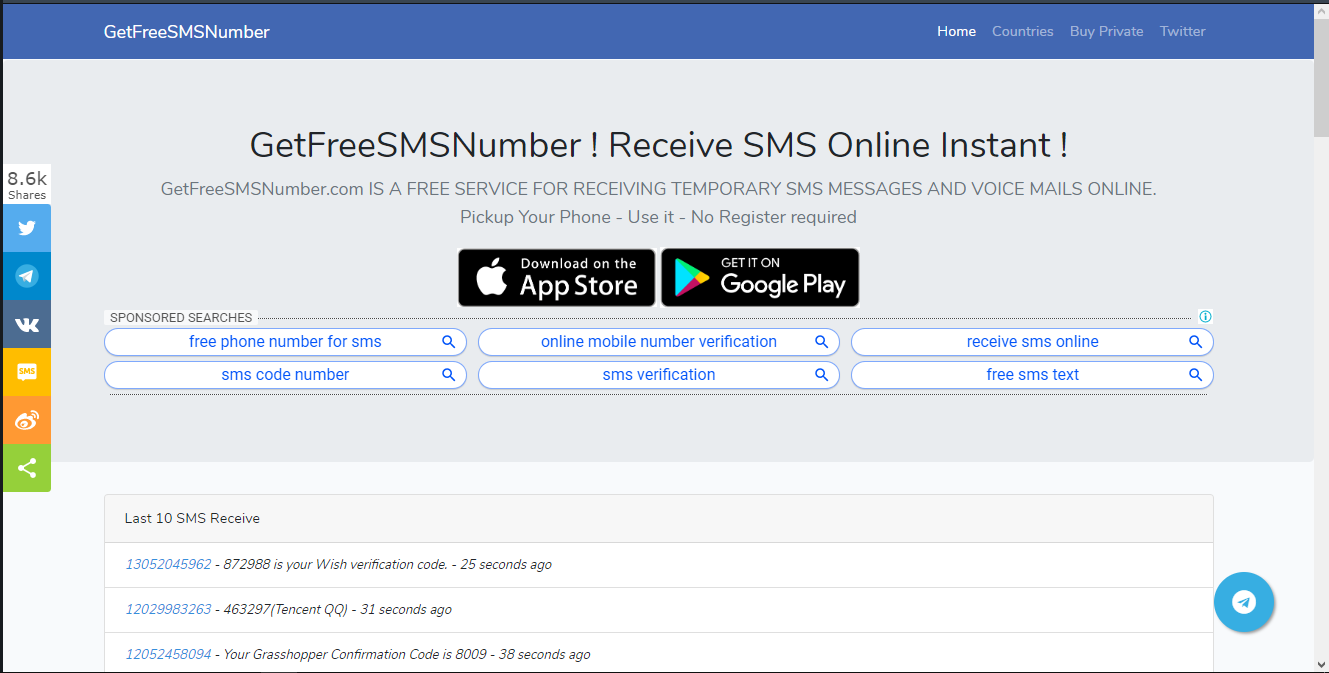 GetFreeSMSNumber
Home Countries Buy Private Twitter
GetFreeSMSNumber ! Receive SMS Online Instant !
GetFreeSMSNumber.com IS A FREE SERVICE FOR RECEIVING TEMPORARY SMS MESSAGES AND VOICE MAILS ONLINE.
Pickup Your Phone - Use it - No Register required
8.6k
Shares
SMS
Download on the
App Store
GET IT ON
Google Play
SPONSORED SEARCHES
free phone number for sms
online mobile number verification
receive sms online
sms code number
sms verification
free sms text
Last 10 SMS Receive
13052045962 - 872988 is your Wish verification code. - 25 seconds ago
12029983263 - 463297(Tencent QQ) - 31 seconds ago
12052458094 - Your Grasshopper Confirmation Code is 8009 - 38 seconds ago